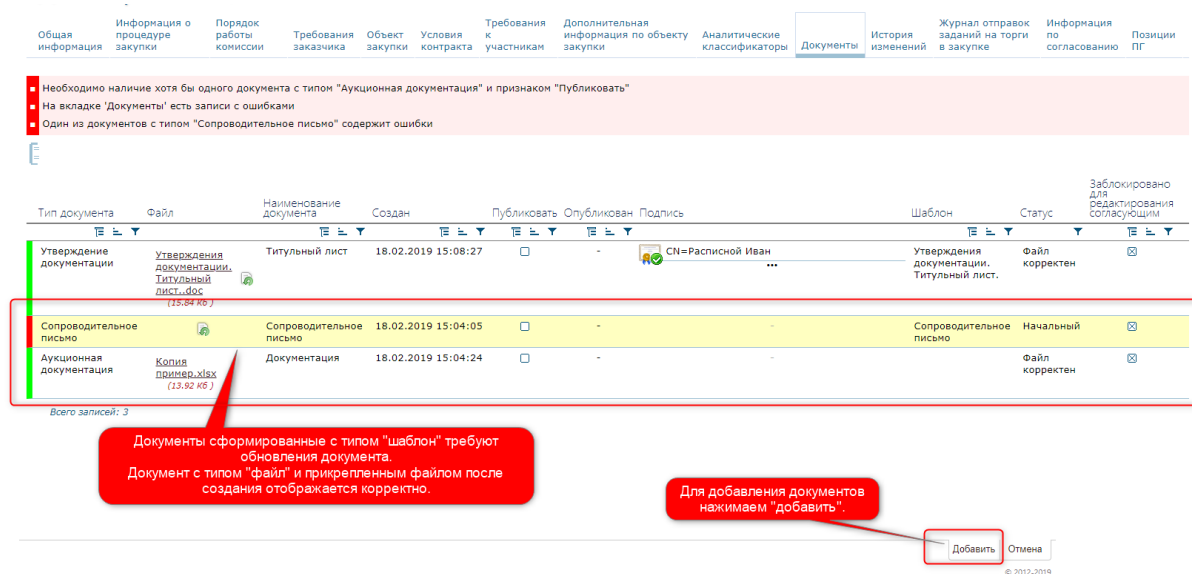 Общая информация
Информация о процедуре закупки
Порядок работы комиссии
Требования заказчика
Объект закупки
Условия контракта
Требования к участникам
Дополнительная информация по объекту закупки
Аналитические классификаторы
Документы
История изменений
Журнал отправок заданий на торги в закупке
Информация по согласованию
Позиции ПГ
Необходимо наличие хотя бы одного документа с типом "Аукционная документация" и признаком "Публиковать"
На вкладке 'Документы' есть записи с ошибками
Один из документов с типом "Сопроводительное письмо" содержит ошибки
Тип документа
Файл
Наименование документа
Создан
Публиковать
Опубликован
Подпись
Шаблон
Статус
Заблокировано для редактирования согласующим
Утверждение документации
Утверждения документации. Титульный лист..doc
(15.84 Кб )
Титульный лист
18.02.2019 15:08:27
-
CN=Расписной Иван
...
Утверждения документации. Титульный лист.
Файл корректен
Сопроводительное письмо
Сопроводительное письмо
18.02.2019 15:04:05
-
-
Сопроводительное письмо
Начальный
Аукционная документация
Копия пример.xlsx
(13.92 Кб )
Документация
18.02.2019 15:04:24
-
-
Файл корректен
Всего записей: 3
Документы сформированные с типом "шаблон" требуют
обновления документа.
Документ с типом "файл" и прикрепленным файлом после
создания отображается корректно.
Для добавления документов
нажимаем "добавить".
Добавить
Отмена
© 2012-2019